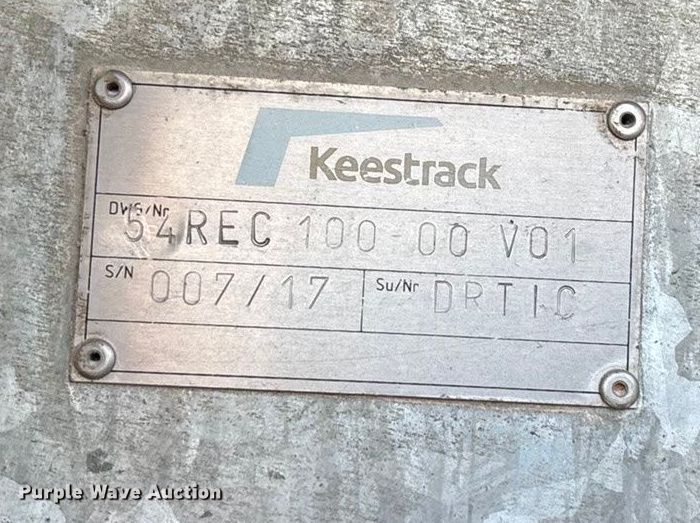 Keestrack
DWG/Nr 54REC 100-00 V01
S/N 007/17 Su/Nr DRTIC
Purple Wave Auction